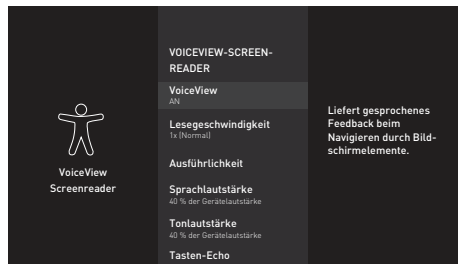 VoiceView
Screenreader
VOICEVIEW-SCREEN-
READER
VoiceView
AN
Lesegeschwindigkeit
1x (Normal)
Ausführlichkeit
Sprachlautstärke
40 % der Gerätelautstärke
Tonlautstärke
40 % der Gerätelautstärke
Tasten-Echo
Liefert gesprochenes
Feedback beim
Navigieren durch Bild-
schirmelemente.